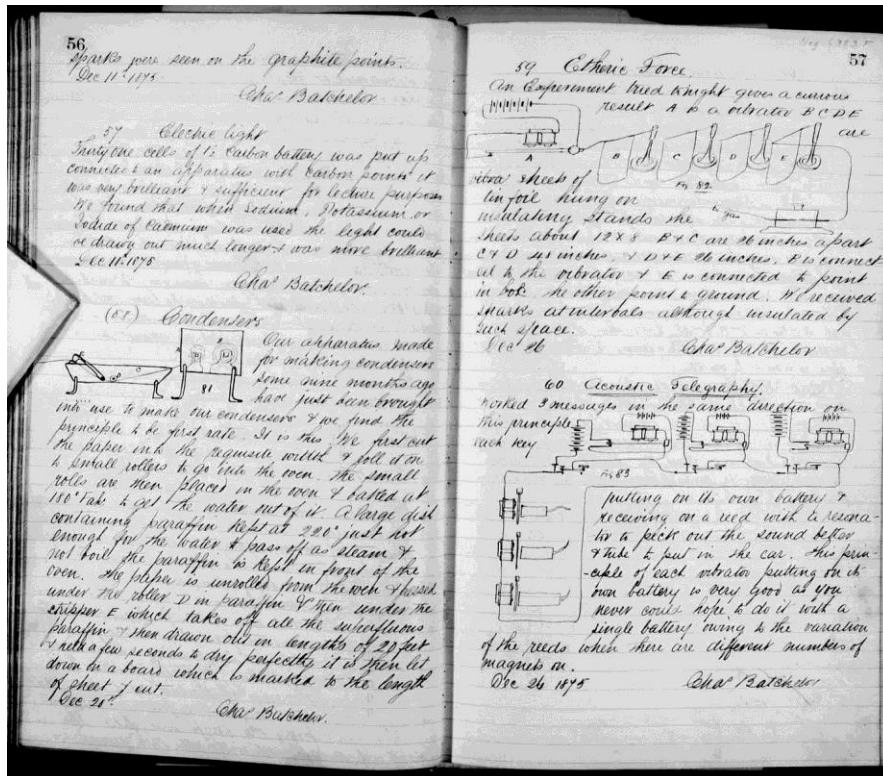 56
sparks were seen on the graphite points.
Dec 11th 1875
Chas Batchelor
57 Electric light
Thirty one cells of 1/2 Carbon battery was put up
connected to an apparatus with Carbon points it
was very brilliant & sufficient for lecture purposes
We found that when Sodium, Potassium or
Iodide of Cadmium was used the light could
be drawn out much longer & was more brilliant
Dec 11th 1875
Chas Batchelor.
(58) Condensers
81
Our apparatus made
for making condensers
some nine months ago
has just been brought
into use to make our condensers & we find the
principle to be first rate. It is this We first cut
the paper into the requisite width & roll it on
to small rollers to go into the oven. The small
rolls are then placed in the oven & baked at
180° Fah to get the water out of it. A large dish
containing paraffin kept at 220° just hot
enough for the water to pass off as steam &
not boil the paraffin is kept in front of the
oven. The paper is unrolled from the oven & passed
under the roller D in paraffin & then under the
stripper E which takes off all the superfluous
paraffin & then drawn out in lengths of 22 feet
& left a few seconds to dry perfectly it is then let
down on a board which is marked to the length
of sheet & cut.
Dec 21st
Chas Batchelor.
57
59 Etheric Force.
An Experiment tried tonight gives a curious
result A is a vibrator B C D E
are
A B C D E
Fig 82
to gas
sheets of
tin foil hung on
insulating stands the
sheets about 12 X 8 B & C are 26 inches apart
C & D 48 inches, & D & E 26 inches. B is connect
ed to the vibrator & E is connected to point
in box the other point to ground. We received
sparks at intervals although insulated by
such space.
Dec 26
Chas Batchelor
60 Acoustic Telegraphy.
Worked 3 messages in the same direction on
this principle
each key
Fig 83
putting on its own battery &
receiving on a reed with a resona-
tor to pick out the sound better
& tube to put in the ear. This prin-
-ciple of each vibrator putting on its
own battery is very good as you
never could hope to do it with a
single battery owing to the variation
of the reeds when there are different numbers of
magnets on.
Dec 26 1875
Chas Batchelor